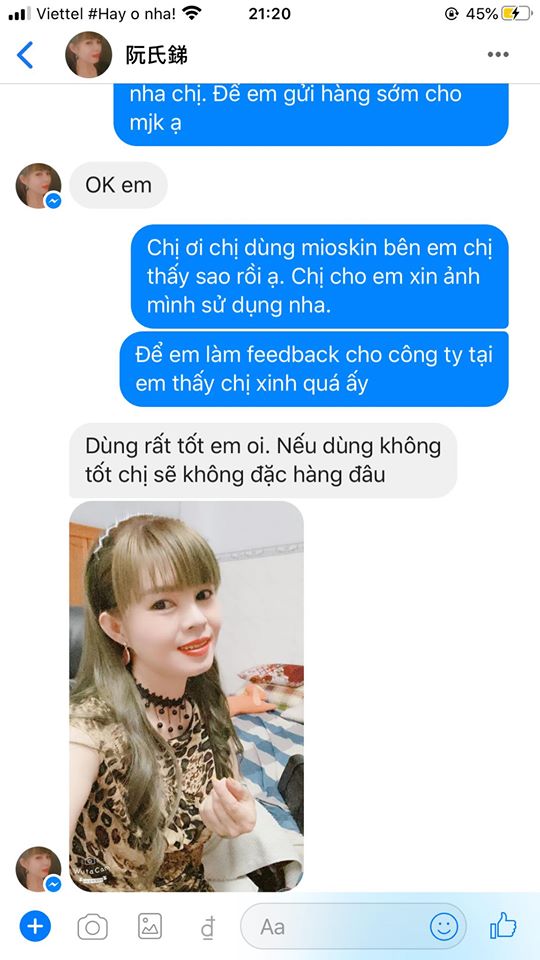 Viettel #Hay o nha! 21:20 45%
阮氏銻
nha chị. Để em gửi hàng sớm cho
mjk ạ
OK em
Chị ơi chị dùng mioskin bên em chị
thấy sao rồi ạ. Chị cho em xin ảnh
mình sử dụng nha.
Để em làm feedback cho công ty tại
em thấy chị xinh quá ấy
Dùng rất tốt em oi. Nếu dùng không
tốt chị sẽ không đặc hàng đâu
WutaCam
đ
Aa